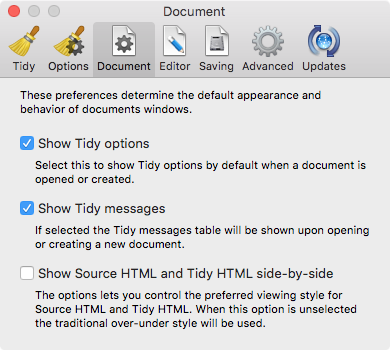 Document
Tidy Options Document Editor Saving Advanced Updates
These preferences determine the default appearance and
behavior of documents windows.
Show Tidy options
Select this to show Tidy options by default when a document is
opened or created.
Show Tidy messages
If selected the Tidy messages table will be shown upon opening
or creating a new document.
Show Source HTML and Tidy HTML side-by-side
The options lets you control the preferred viewing style for
Source HTML and Tidy HTML. When this option is unselected
the traditional over-under style will be used.